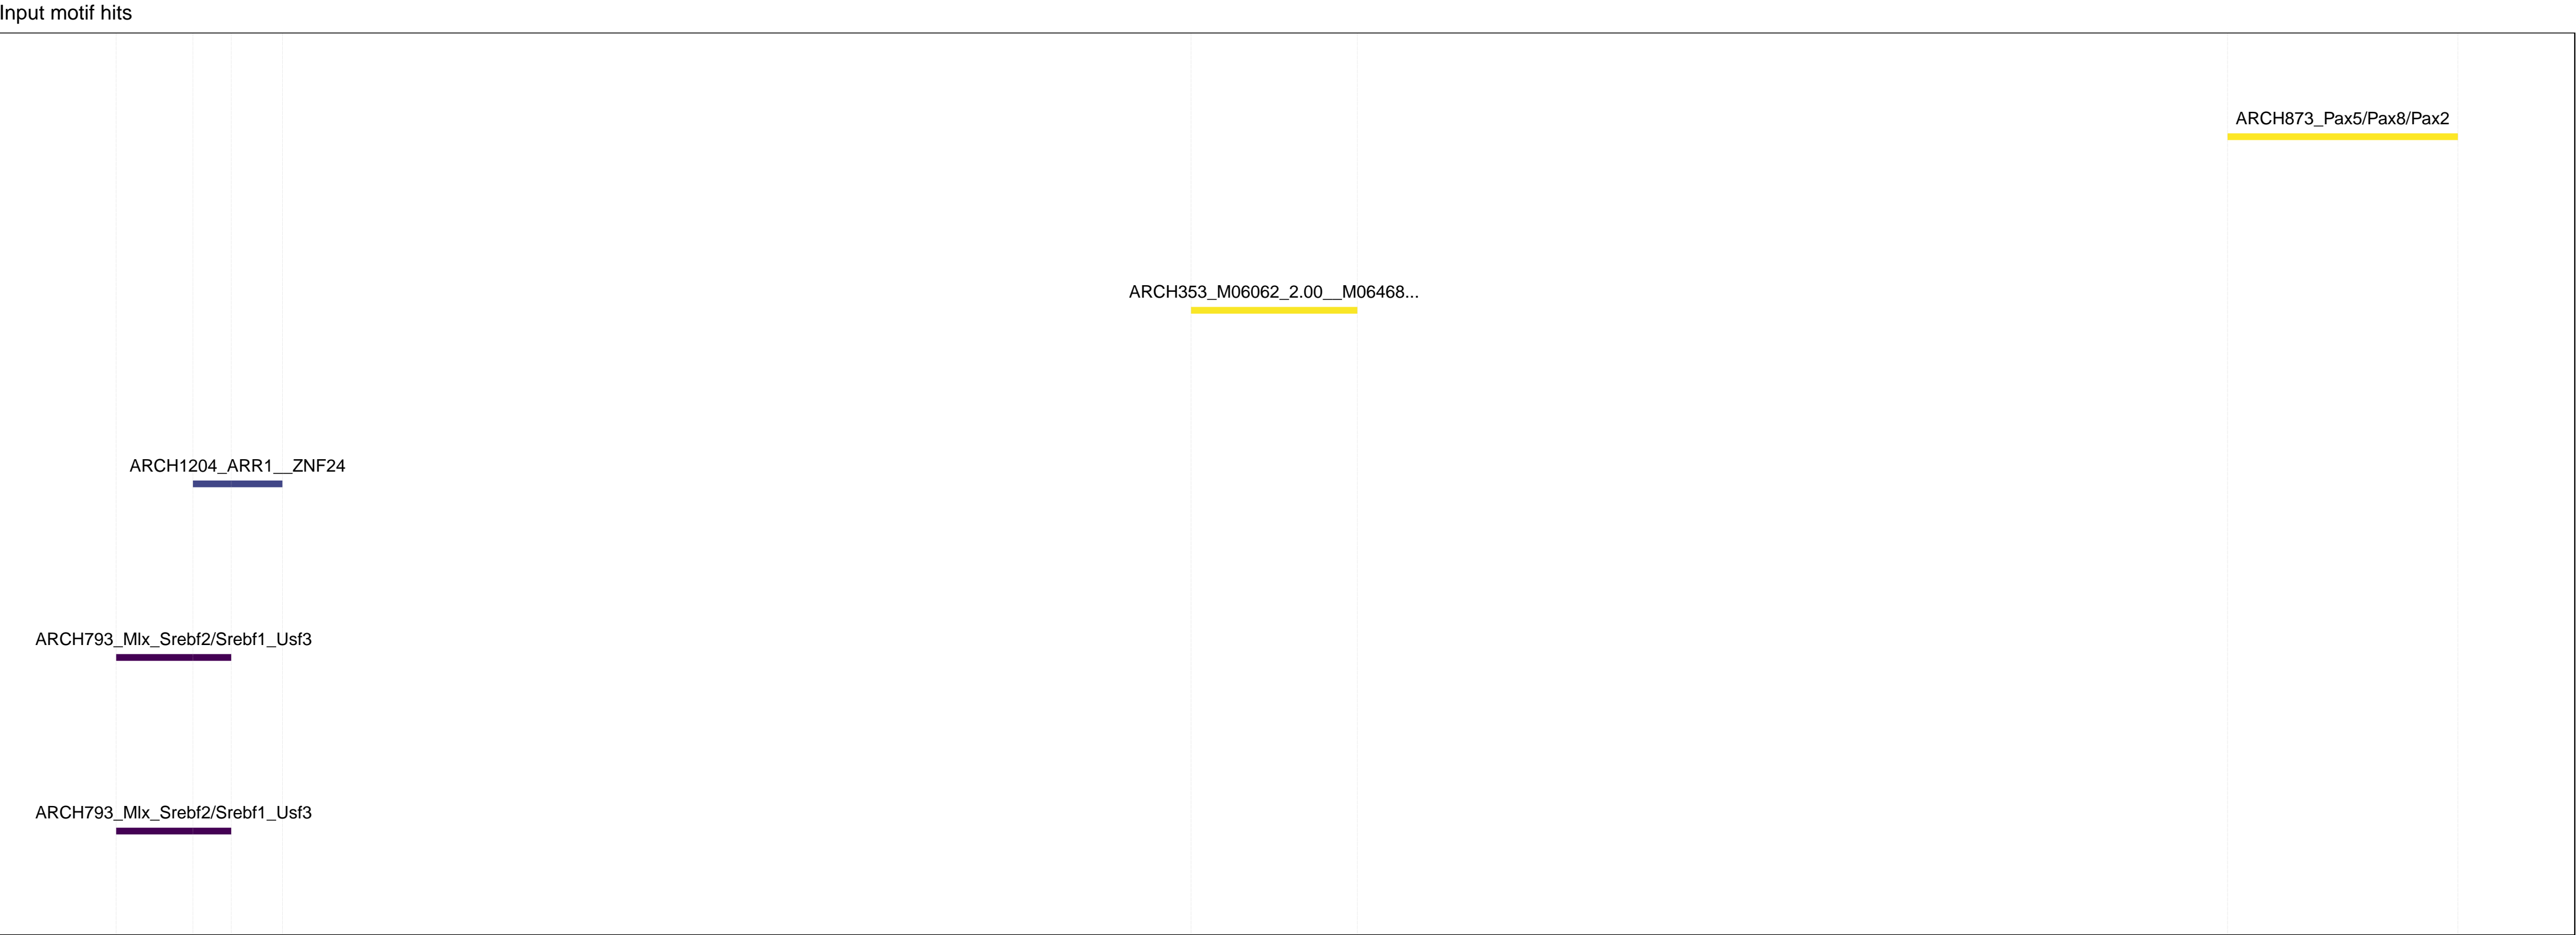 Input motif hits
ARCH873_Pax5/Pax8/Pax2
ARCH353_M06062_2.00__M06468...
ARCH1204_ARR1__ZNF24
ARCH793_Mlx_Srebf2/Srebf1_Usf3
ARCH793_Mlx_Srebf2/Srebf1_Usf3